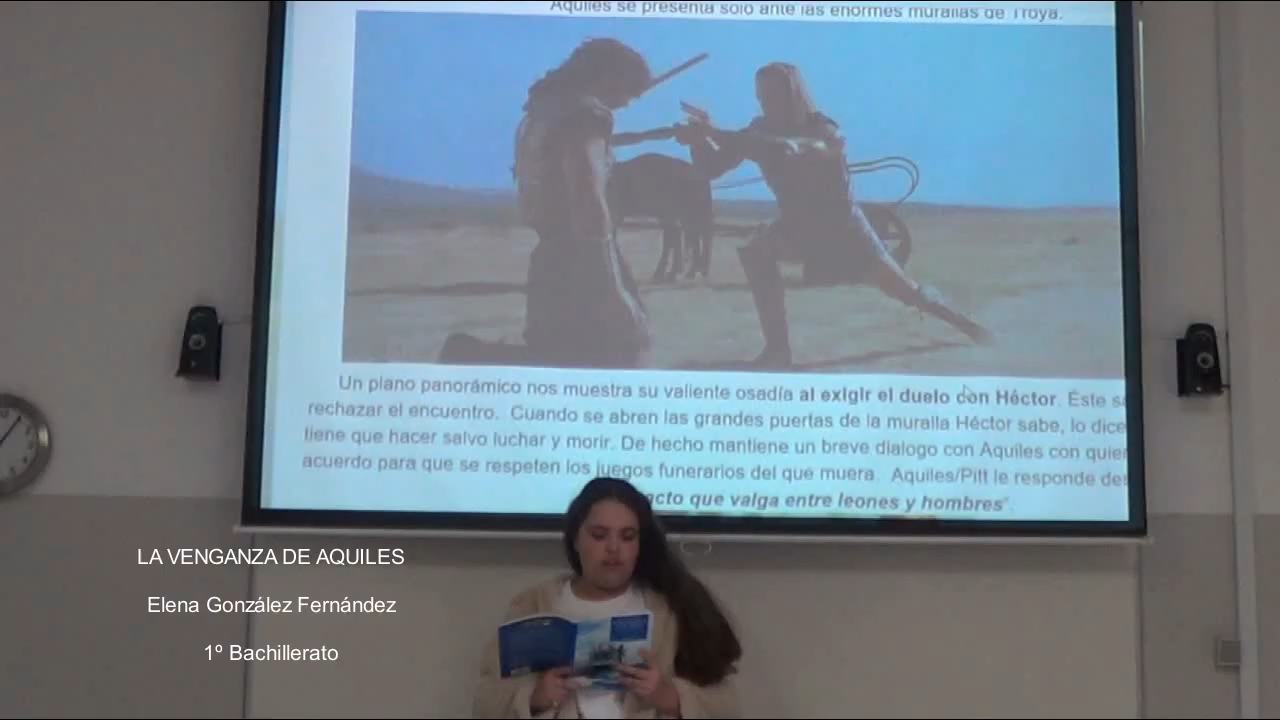 Aquiles se presenta solo ante las enormes murallas de Troya.
Un plano panorámico nos muestra su valiente osadía al exigir el duelo con Héctor. Éste
rechazar el encuentro. Cuando se abren las grandes puertas de la muralla Héctor sabe, lo dice
tiene que hacer salvo luchar y morir. De hecho mantiene un breve dialogo con Aquiles con
acuerdo para que se respeten los juegos funerarios del que muera. Aquiles/Pitt le responde
que valga entre leones y hombres".
LA VENGANZA DE AQUILES
Elena González Fernández
1º Bachillerato